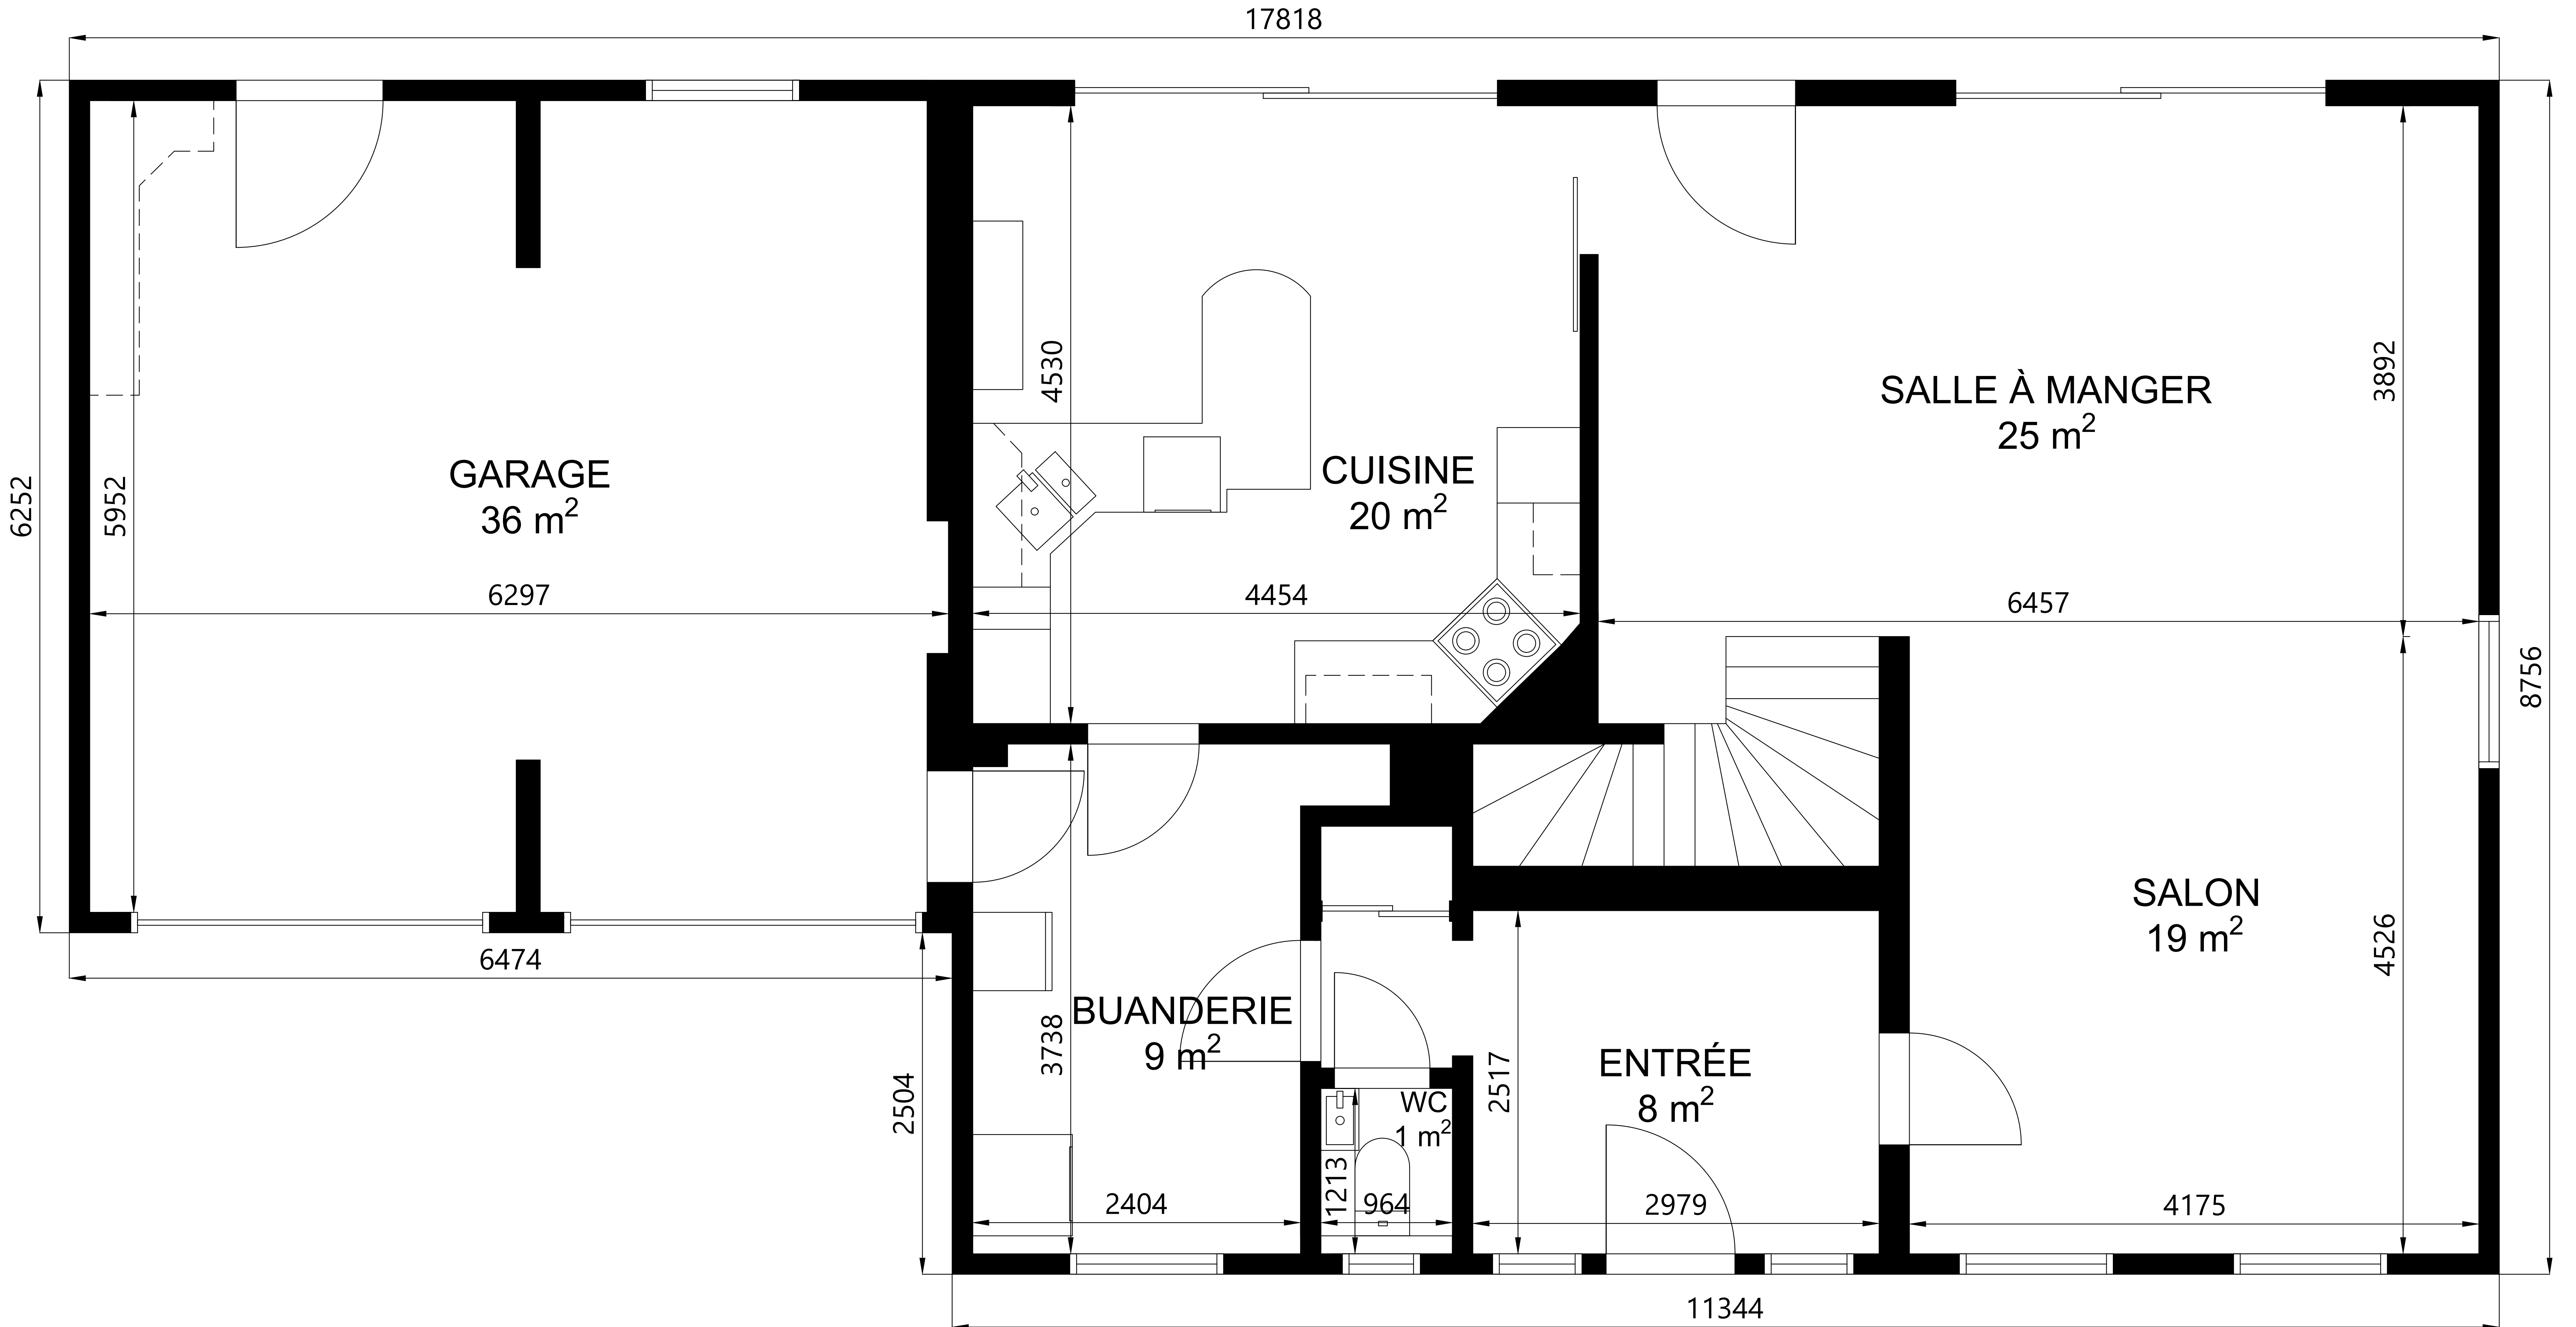 17818
4530
3892
SALLE À MANGER
25 m²
GARAGE
36 m²
CUISINE
20 m²
6252
5952
6297
4454
6457
8756
SALON
19 m²
4526
6474
BUANDERIE
9 m²
3738
2504
ENTRÉE
8 m²
2517
WC
1 m²
1213
2404
964
2979
4175
11344